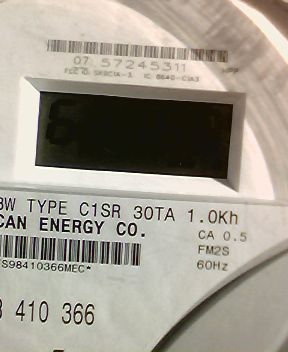 07 57245311
3W TYPE C1SR 30TA 1.0Kh
CAN ENERGY CO.
CA 0.5
FM2S
60Hz
S98410366MEC*
410 366